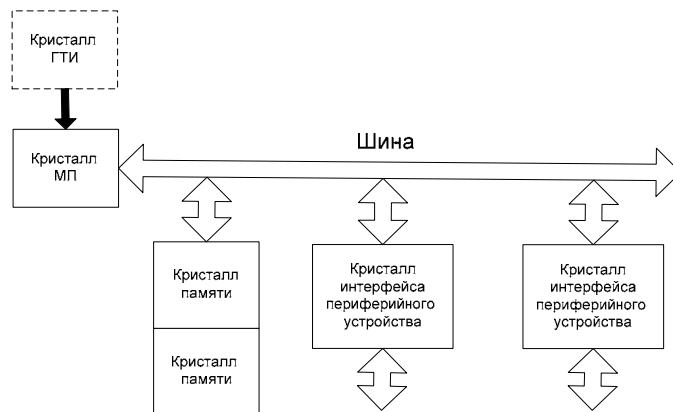 Кристалл
ГТИ
Шина
Кристалл
МП
Кристалл
памяти
Кристалл
памяти
Кристалл
интерфейса
периферийного
устройства
Кристалл
интерфейса
периферийного
устройства